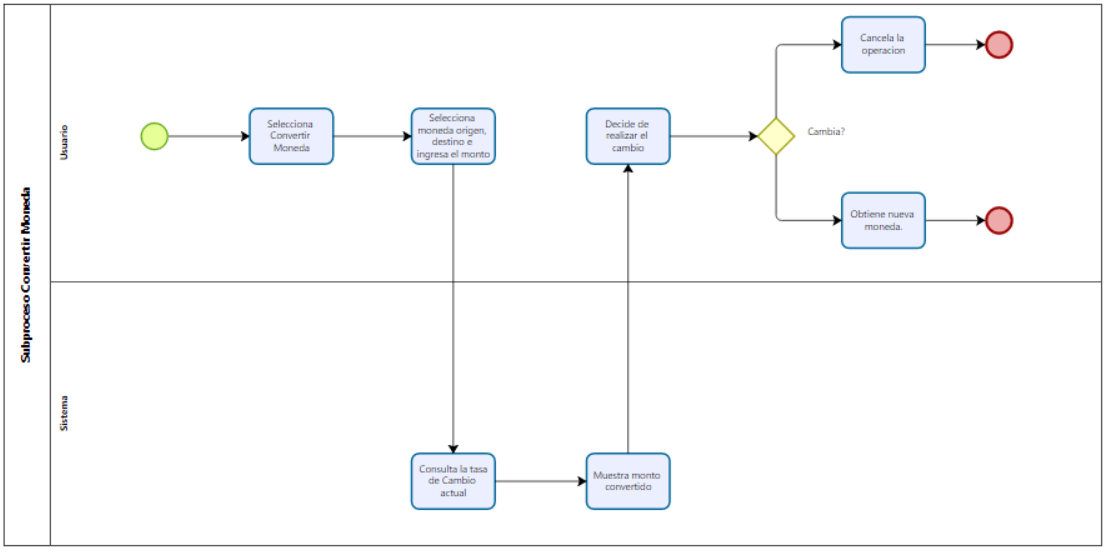 Subproceso Convertir Moneda
Usuario
Selecciona
Convertir
Moneda
Selecciona
moneda origen,
destino e
ingresa el monto
Decide de
realizar el
cambio
Cambia?
Cancela la
operacion
Obtiene nueva
moneda.
Sistema
Consulta la tasa
de Cambio
actual
Muestra monto
convertido